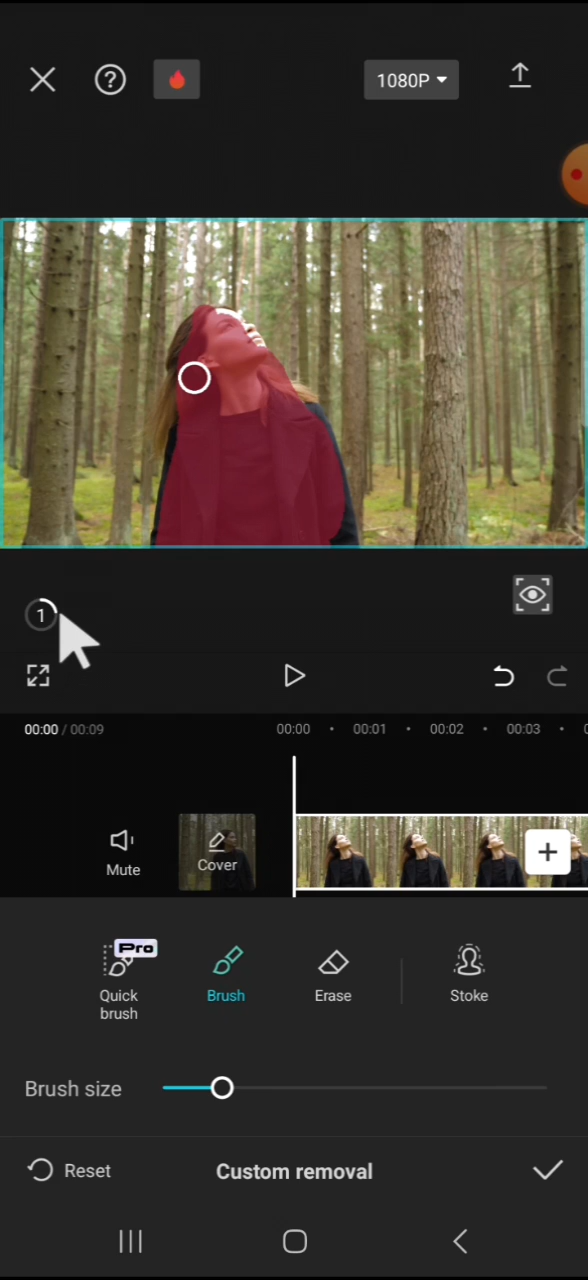 1080P
1
00:00 / 00:09
00:00
00:01
00:02
00:03
Mute
Cover
Pro
Quick
brush
Brush
Erase
Stoke
Brush size
Reset
Custom removal